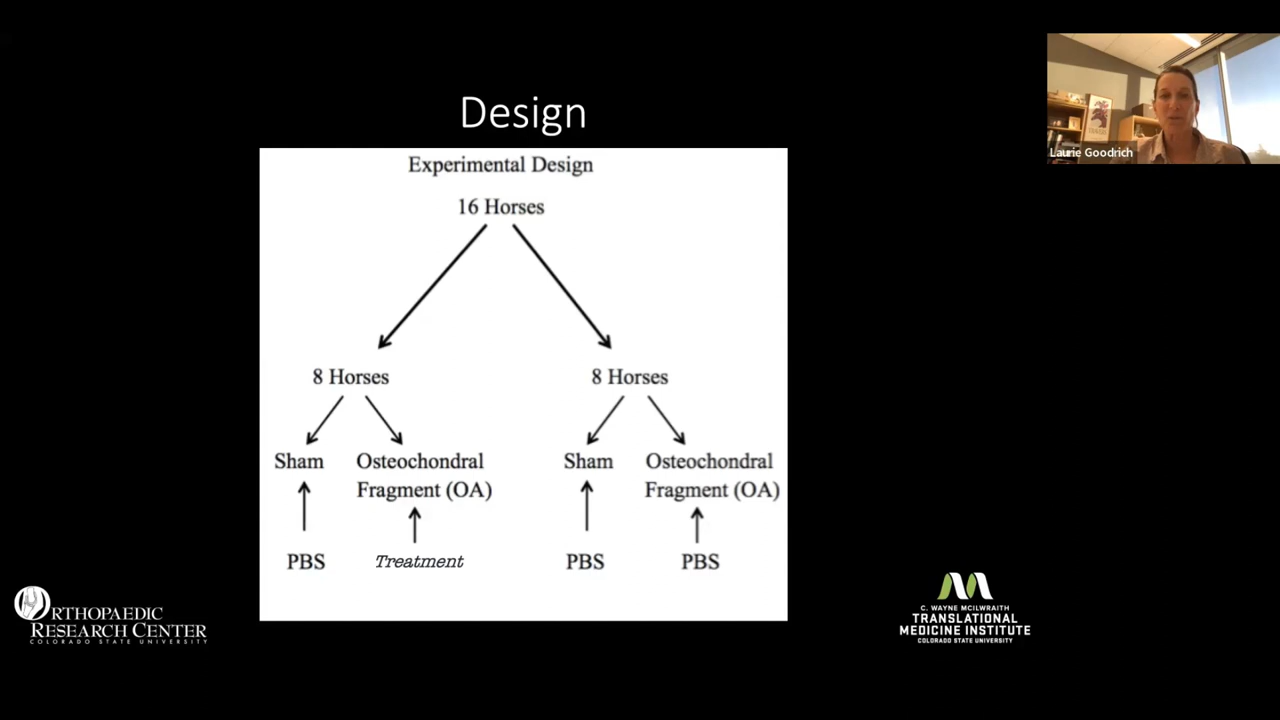 Design
Experimental Design
16 Horses
8 Horses 8 Horses
Sham Osteochondral Sham Osteochondral
Fragment (OA) Fragment (OA)
PBS Treatment PBS PBS
Laurie Goodrich
ORTHOPAEDIC
RESEARCH CENTER
COLORADO STATE UNIVERSITY
C. WAYNE MCILWRAITH
TRANSLATIONAL
MEDICINE INSTITUTE
COLORADO STATE UNIVERSITY